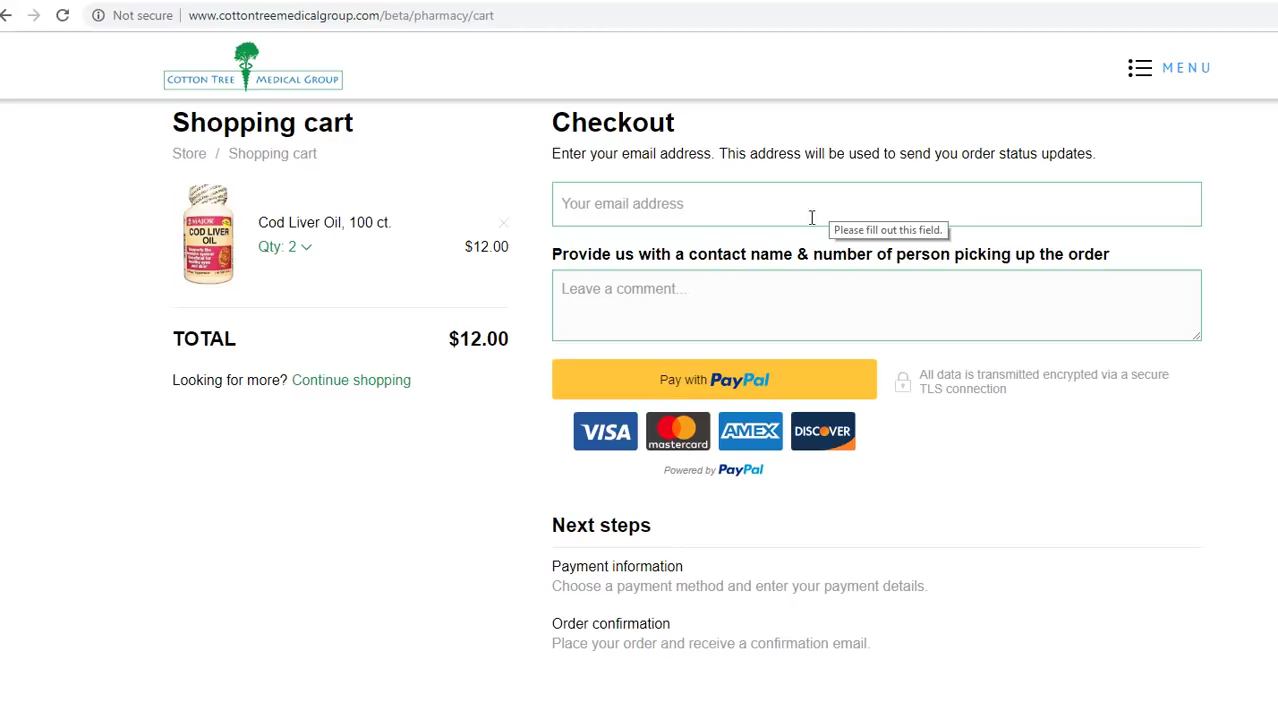 Not secure
www.cottontreemedicalgroup.com/beta/pharmacy/cart
COTTON TREE MEDICAL GROUP
MENU
Shopping cart
Store / Shopping cart
MAJOR
COD LIVER
OIL
Cod Liver Oil, 100 ct.
Qty: 2
$12.00
TOTAL
$12.00
Looking for more? Continue shopping
Checkout
Enter your email address. This address will be used to send you order status updates.
Your email address
Please fill out this field.
Provide us with a contact name & number of person picking up the order
Leave a comment...
Pay with PayPal
All data is transmitted encrypted via a secure
TLS connection
VISA
mastercard
AMEX
DISCOVER
Powered by PayPal
Next steps
Payment information
Choose a payment method and enter your payment details.
Order confirmation
Place your order and receive a confirmation email.